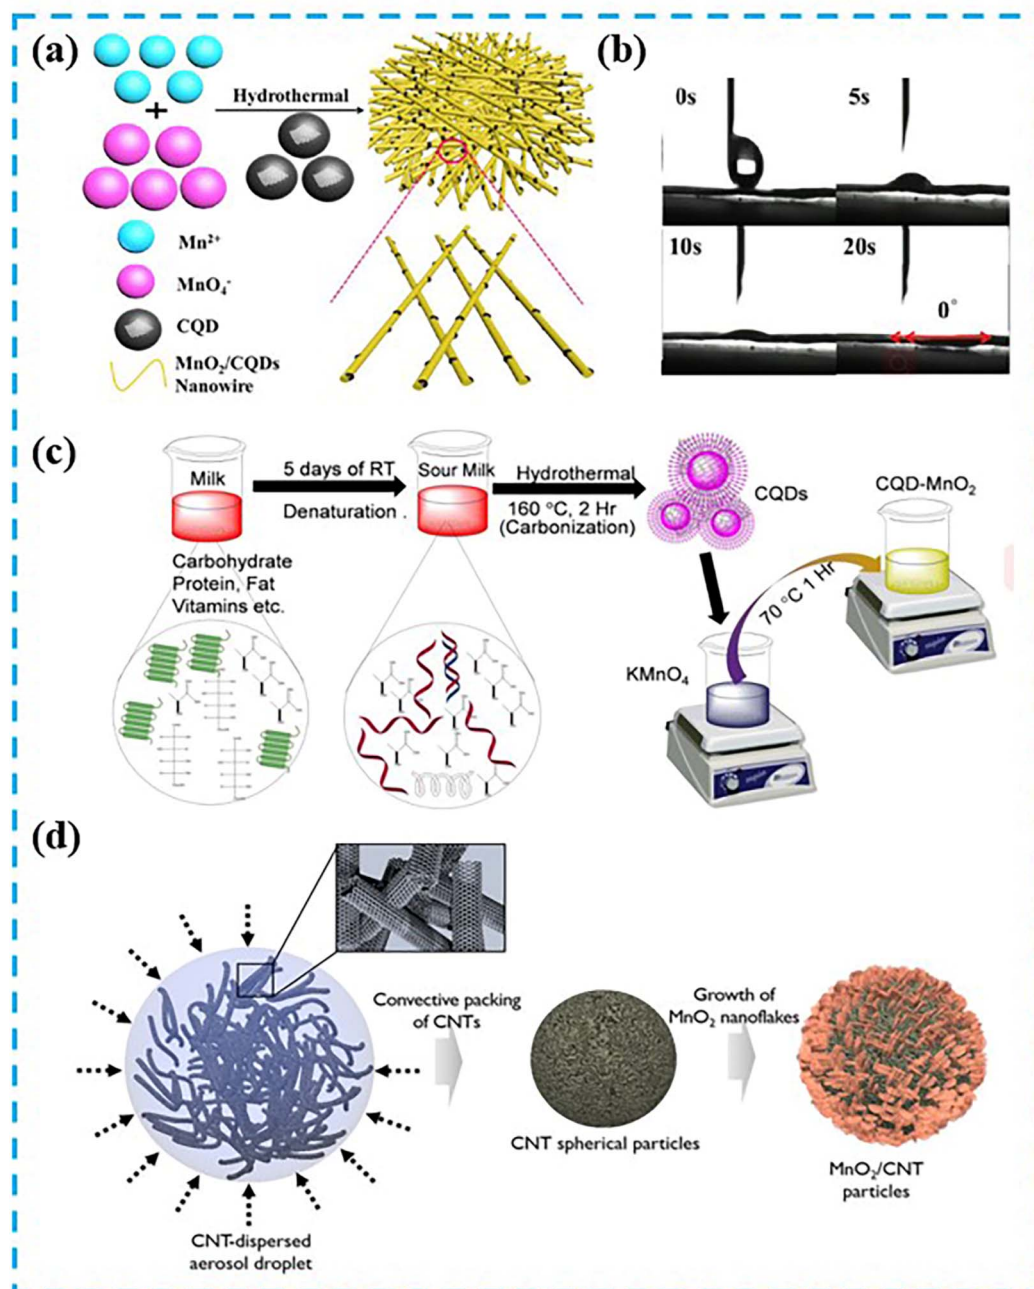 (a)
Hydrothermal
+
Mn²⁺
MnO₄⁻
CQD
MnO₂/CQDs
Nanowire
(b)
0s
5s
10s
20s
0°
(c)
Milk
5 days of RT
Denaturation .
Sour Milk
Hydrothermal
160 °C, 2 Hr
(Carbonization)
CQDs
CQD-MnO₂
Carbohydrate
Protein, Fat
Vitamins etc.
70 °C 1 Hr
KMnO₄
(d)
Convective packing
of CNTs
Growth of
MnO₂ nanoflakes
CNT spherical particles
MnO₂/CNT
particles
CNT-dispersed
aerosol droplet